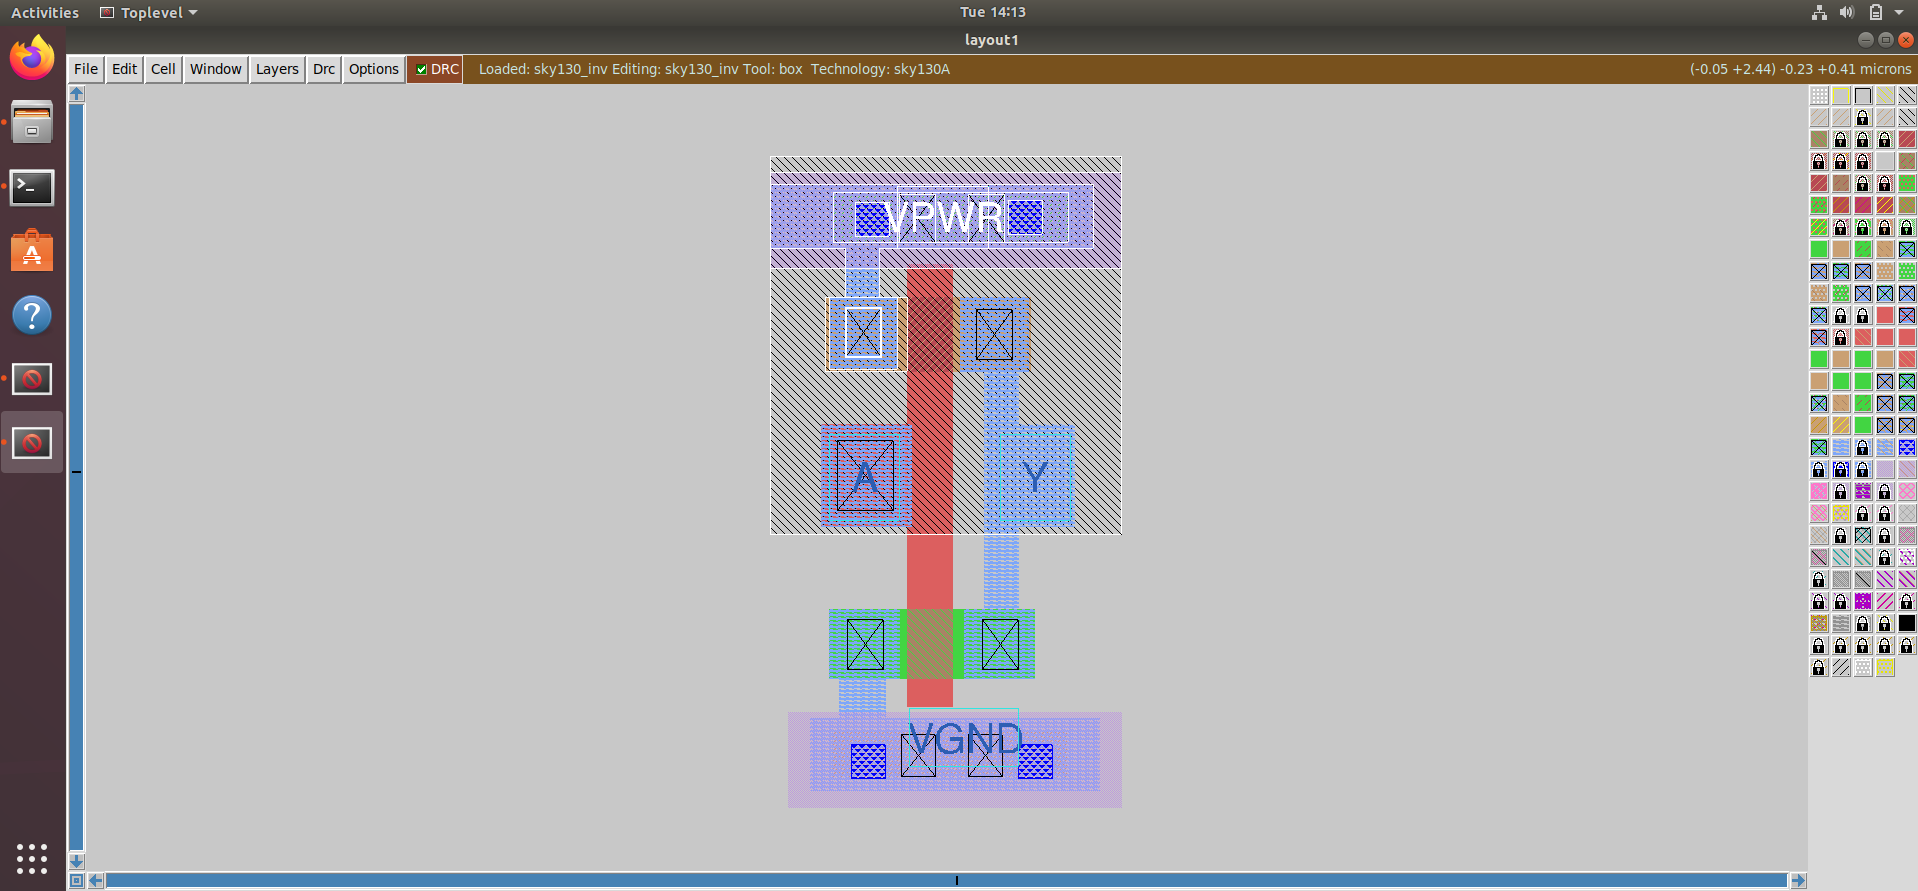 Activities Toplevel Tue 14:13
layout1
File Edit Cell Window Layers Drc Options DRC Loaded: sky130_inv Editing: sky130_inv Tool: box Technology: sky130A (-0.05 +2.44) -0.23 +0.41 microns
VPWR
A Y
VGND